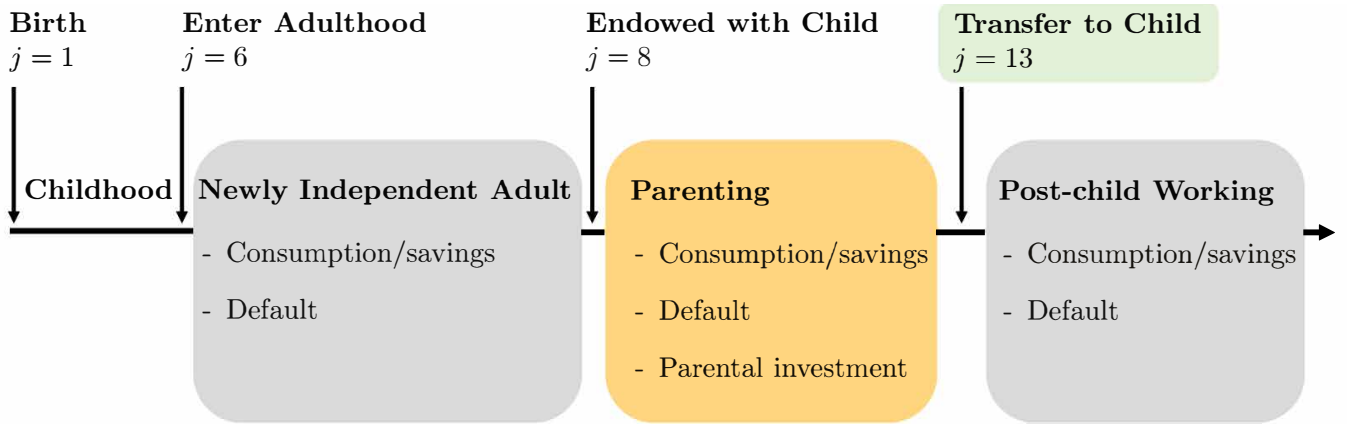 Birth
j = 1
Enter Adulthood
j = 6
Endowed with Child
j = 8
Transfer to Child
j = 13
Childhood
Newly Independent Adult
- Consumption/savings
- Default
Parenting
- Consumption/savings
- Default
- Parental investment
Post-child Working
- Consumption/savings
- Default